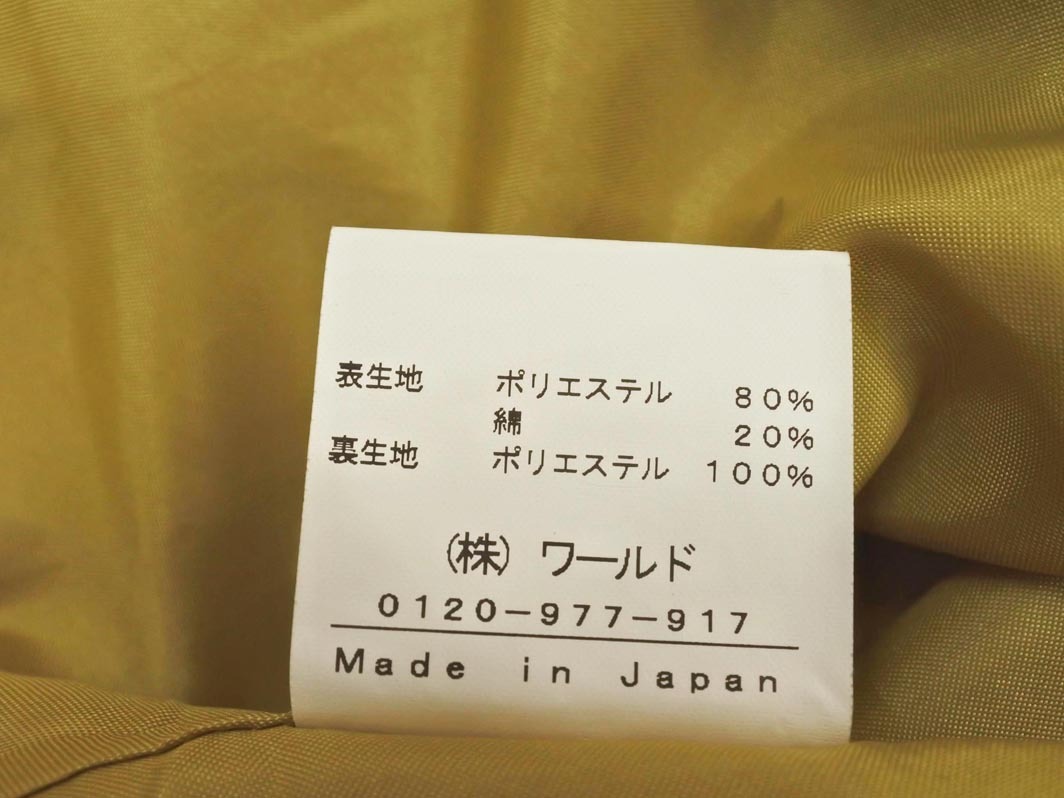 表生地 ポリエステル 80%
綿 20%
裏生地 ポリエステル 100%
(株) ワールド
0120-977-917
Made in Japan